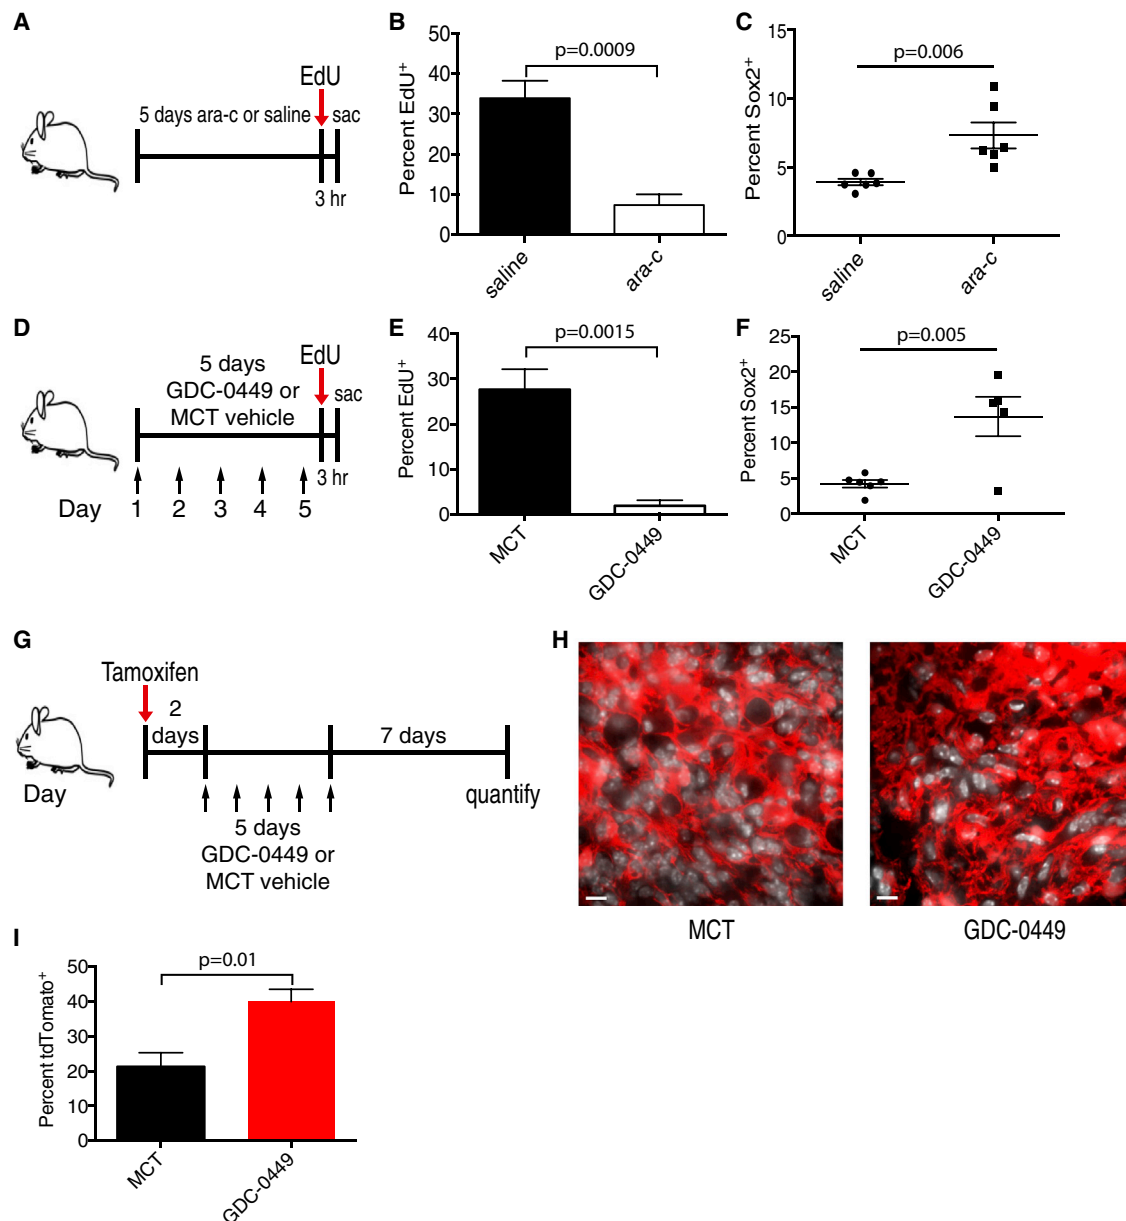 A
EdU
5 days ara-c or saline
sac
3 hr
B
Percent EdU+
50
40
30
20
10
0
p=0.0009
saline
ara-c
C
Percent Sox2+
15
10
5
0
p=0.006
saline
ara-c
D
EdU
5 days
GDC-0449 or
MCT vehicle
sac
3 hr
Day 1 2 3 4 5
E
Percent EdU+
40
30
20
10
0
p=0.0015
MCT
GDC-0449
F
Percent Sox2+
25
20
15
10
5
0
p=0.005
MCT
GDC-0449
G
Tamoxifen
2
days
7 days
Day
quantify
5 days
GDC-0449 or
MCT vehicle
H
MCT
GDC-0449
I
Percent tdTomato+
50
40
30
20
10
0
p=0.01
MCT
GDC-0449